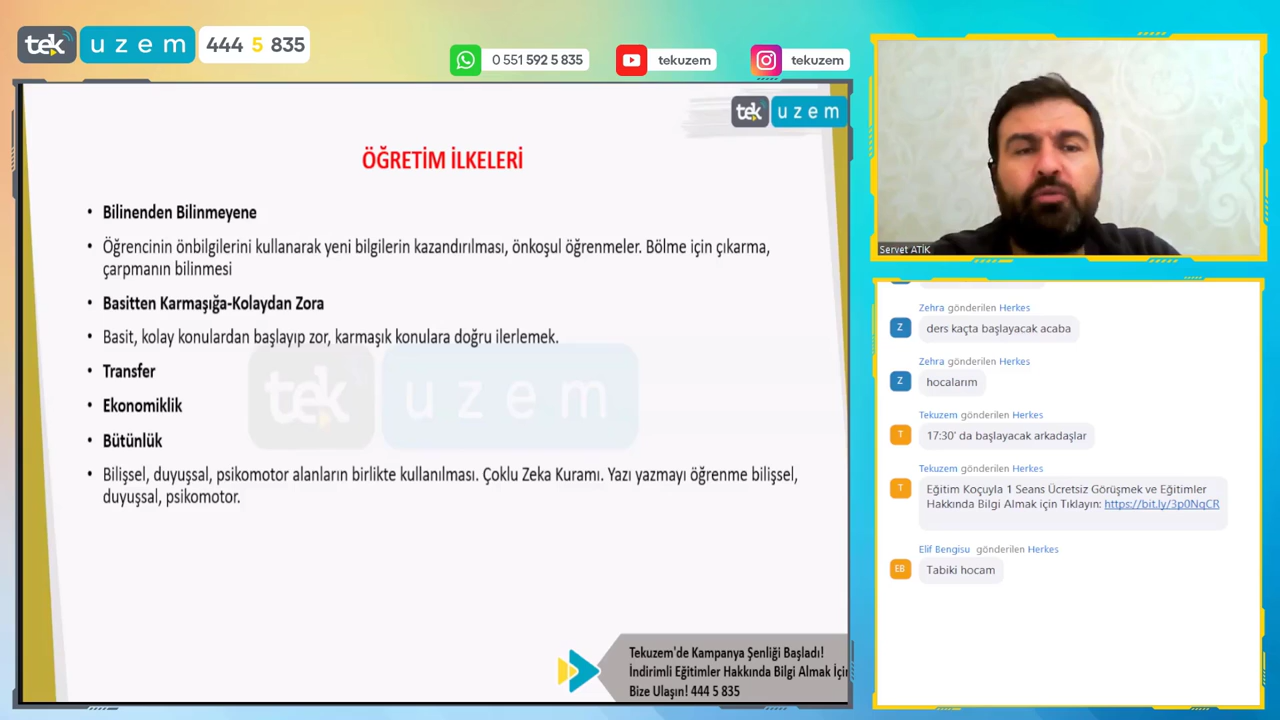 tek uzem 444 5 835
0 551 592 5 835
tekuzem
tekuzem
tek uzem
ÖĞRETİM İLKELERİ
• Bilinenden Bilinmeyene
• Öğrencinin önbilgilerini kullanarak yeni bilgilerin kazandırılması, önkoşul öğrenmeler. Bölme için çıkarma,
çarpmanın bilinmesi
• Basitten Karmaşığa-Kolaydan Zora
• Basit, kolay konulardan başlayıp zor, karmaşık konulara doğru ilerlemek.
• Transfer
• Ekonomiklik
• Bütünlük
• Bilişsel, duyuşsal, psikomotor alanların birlikte kullanılması. Çoklu Zeka Kuramı. Yazı yazmayı öğrenme bilişsel,
duyuşsal, psikomotor.
tek uzem
Tekuzem'de Kampanya Şenliği Başladı!
İndirimli Eğitimler Hakkında Bilgi Almak İçin
Bize Ulaşın! 444 5 835
Servet ATİK
Zehra gönderilen Herkes
Z
ders kaçta başlayacak acaba
Zehra gönderilen Herkes
Z
hocalarım
Tekuzem gönderilen Herkes
T
17:30' da başlayacak arkadaşlar
Tekuzem gönderilen Herkes
T
Eğitim Koçuyla 1 Seans Ücretsiz Görüşmek ve Eğitimler
Hakkında Bilgi Almak için Tıklayın: https://bit.ly/3p0NqCR
Elif Bengisu gönderilen Herkes
EB
Tabiki hocam